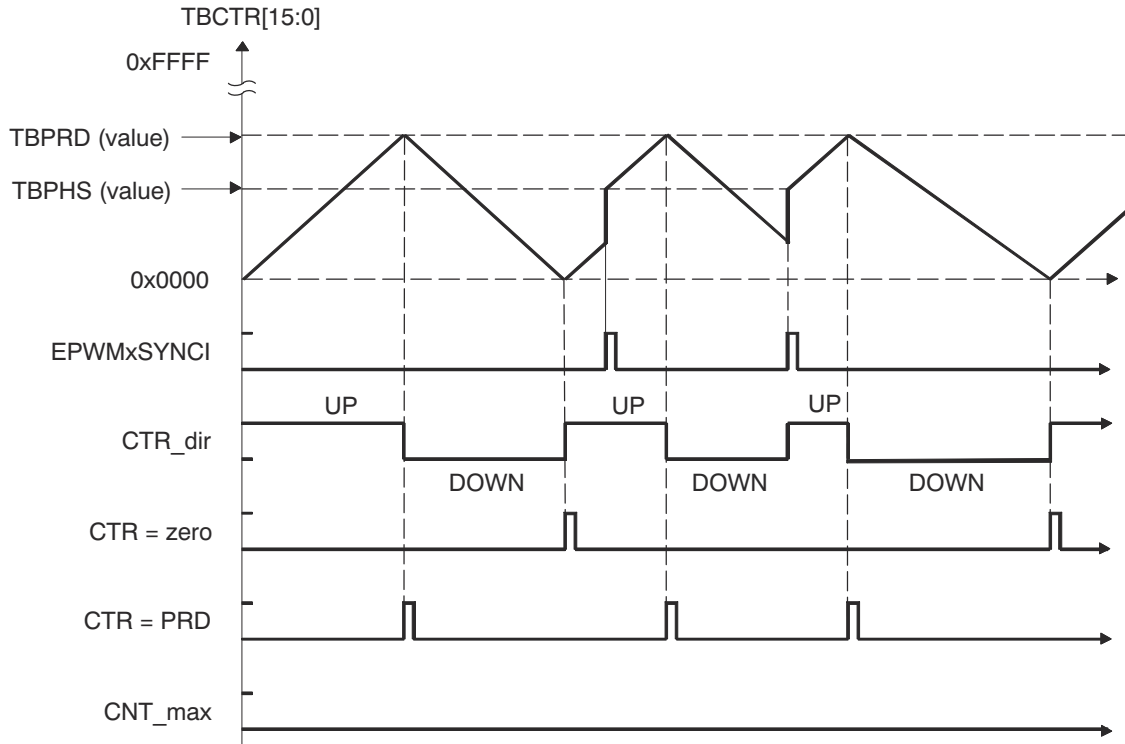 TBCTR[15:0]
0xFFFF
TBPRD (value)
TBPHS (value)
0x0000
EPWMxSYNCI
UP UP UP
CTR_dir
DOWN DOWN DOWN
CTR = zero
CTR = PRD
CNT_max